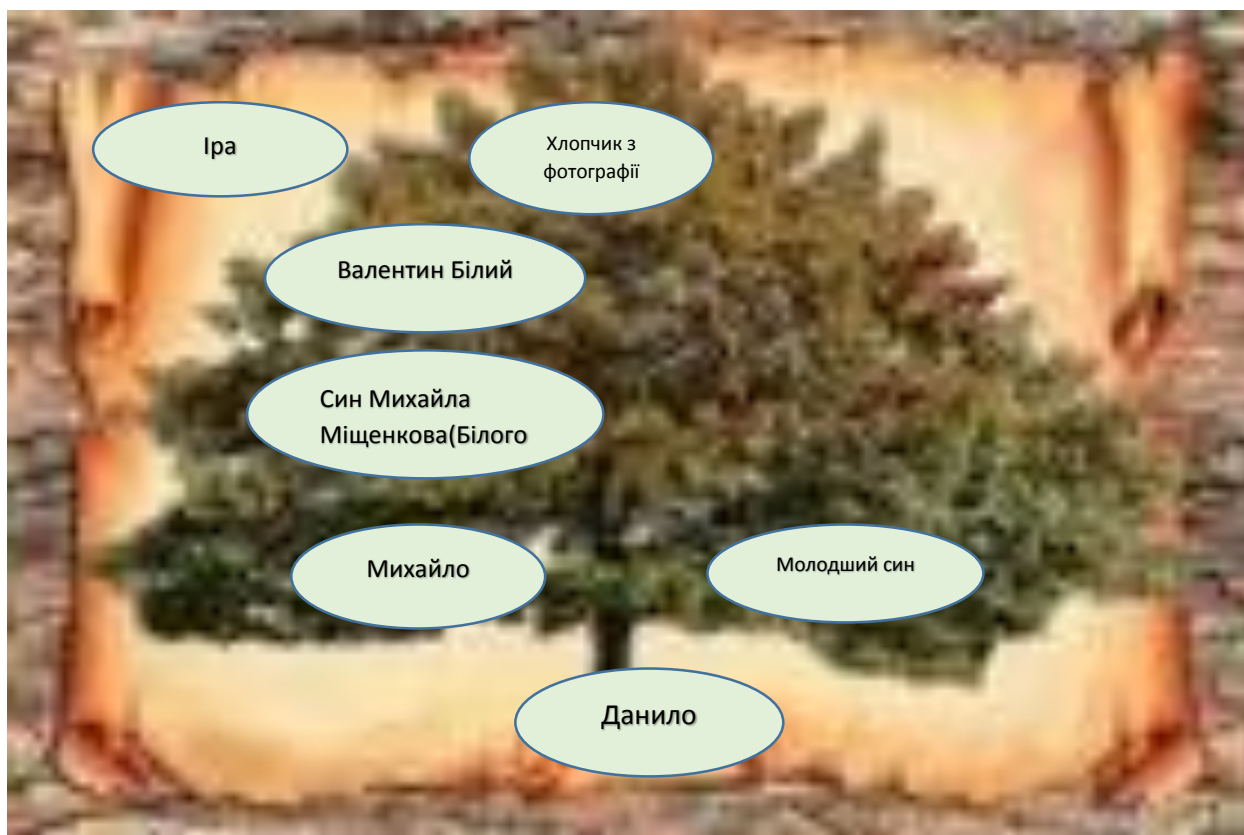 Іра
Хлопчик з
фотографії
Валентин Білий
Син Михайла
Міщенкова(Білого
Михайло
Молодший син
Данило